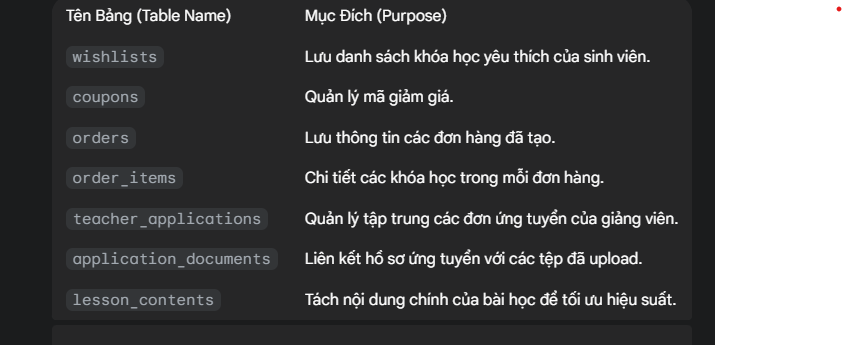 Tên Bảng (Table Name) Mục Đích (Purpose)
wishlists Lưu danh sách khóa học yêu thích của sinh viên.
coupons Quản lý mã giảm giá.
orders Lưu thông tin các đơn hàng đã tạo.
order_items Chi tiết các khóa học trong mỗi đơn hàng.
teacher_applications Quản lý tập trung các đơn ứng tuyển của giảng viên.
application_documents Liên kết hồ sơ ứng tuyển với các tệp đã upload.
lesson_contents Tách nội dung chính của bài học để tối ưu hiệu suất.